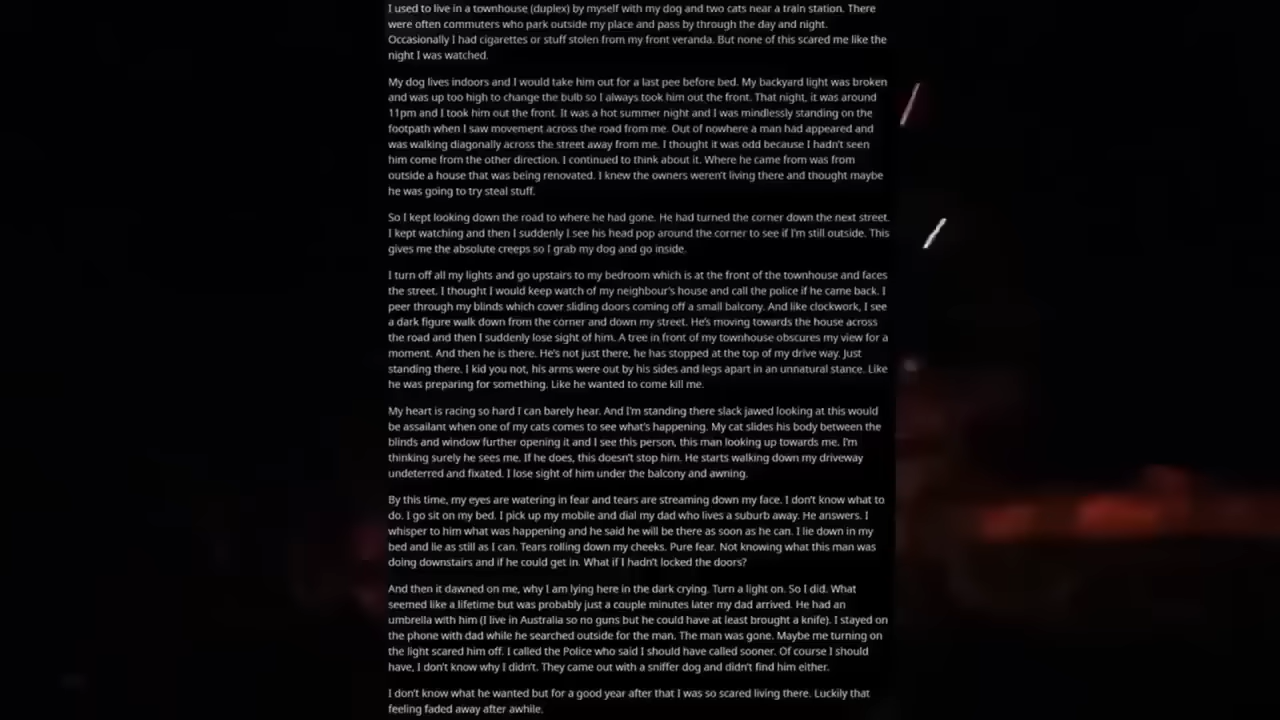 I used to live in a townhouse (duplex) by myself with my dog and two cats near a train station. There
were often commuters who park outside my place and pass by through the day and night.
Occasionally I had cigarettes or stuff stolen from my front veranda. But none of this scared me like the
night I was watched.
My dog lives indoors and I would take him out for a last pee before bed. My backyard light was broken
and was up too high to change the bulb so I always took him out the front. That night, it was around
11pm and I took him out the front. It was a hot summer night and I was mindlessly standing on the
footpath when I saw movement across the road from me. Out of nowhere a man had appeared and
was walking diagonally across the street away from me. I thought it was odd because I hadn't seen
him come from the other direction. I continued to think about it. Where he came from was from
outside a house that was being renovated. I knew the owners weren't living there and thought maybe
he was going to try steal stuff.
So I kept looking down the road to where he had gone. He had turned the corner down the next street.
I kept watching and then I suddenly I see his head pop around the corner to see if I'm still outside. This
gives me the absolute creeps so I grab my dog and go inside.
I turn off all my lights and go upstairs to my bedroom which is at the front of the townhouse and faces
the street. I thought I would keep watch of my neighbour's house and call the police if he came back. I
peer through my blinds which cover sliding doors coming off a small balcony. And like clockwork, I see
a dark figure walk down from the corner and down my street. He's moving towards the house across
the road and then I suddenly lose sight of him. A tree in front of my townhouse obscures my view for a
moment. And then he is there. He's not just there, he has stopped at the top of my drive way. Just
standing there. I kid you not, his arms were out by his sides and legs apart in an unnatural stance. Like
he was preparing for something. Like he wanted to come kill me.
My heart is racing so hard I can barely hear. And I'm standing there slack jawed looking at this would
be assailant when one of my cats comes to see what's happening. My cat slides his body between the
blinds and window further opening it and I see this person, this man looking up towards me. I'm
thinking surely he sees me. If he does, this doesn't stop him. He starts walking down my driveway
undeterred and fixated. I lose sight of him under the balcony and awning.
By this time, my eyes are watering in fear and tears are streaming down my face. I don't know what to
do. I go sit on my bed. I pick up my mobile and dial my dad who lives a suburb away. He answers. I
whisper to him what was happening and he said he will be there as soon as he can. I lie down in my
bed and lie as still as I can. Tears rolling down my cheeks. Pure fear. Not knowing what this man was
doing downstairs and if he could get in. What if I hadn't locked the doors?
And then it dawned on me, why I am lying here in the dark crying. Turn a light on. So I did. What
seemed like a lifetime but was probably just a couple minutes later my dad arrived. He had an
umbrella with him (I live in Australia so no guns but he could have at least brought a knife). I stayed on
the phone with dad while he searched outside for the man. The man was gone. Maybe me turning on
the light scared him off. I called the Police who said I should have called sooner. Of course I should
have, I don't know why I didn't. They came out with a sniffer dog and didn't find him either.
I don't know what he wanted but for a good year after that I was so scared living there. Luckily that
feeling faded away after awhile.